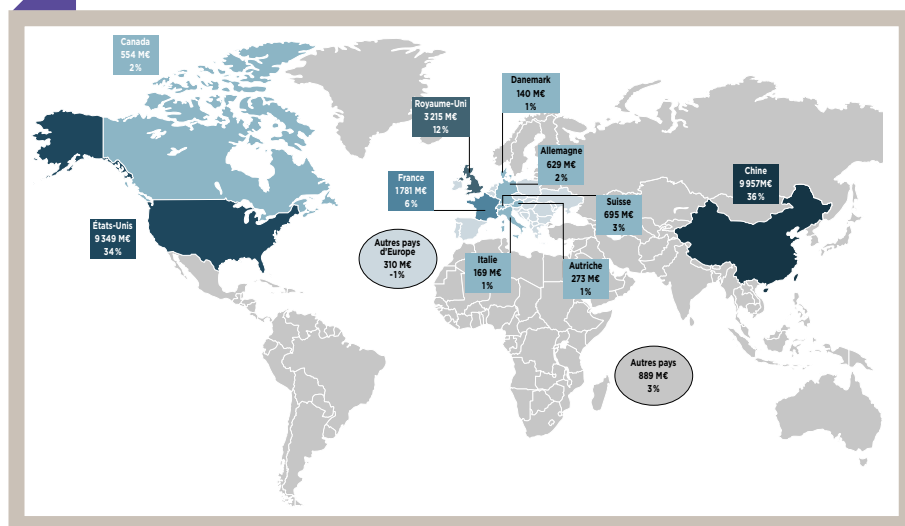 Canada
554 M€
2%
Danemark
140 M€
1%
Royaume-Uni
3 215 M€
12%
Allemagne
629 M€
2%
Chine
9 957M€
36%
France
1 781 M€
6%
Suisse
695 M€
3%
États-Unis
9 349 M€
34%
Autres pays
d'Europe
310 M€
-1%
Italie
169 M€
1%
Autriche
273 M€
1%
Autres pays
889 M€
3%